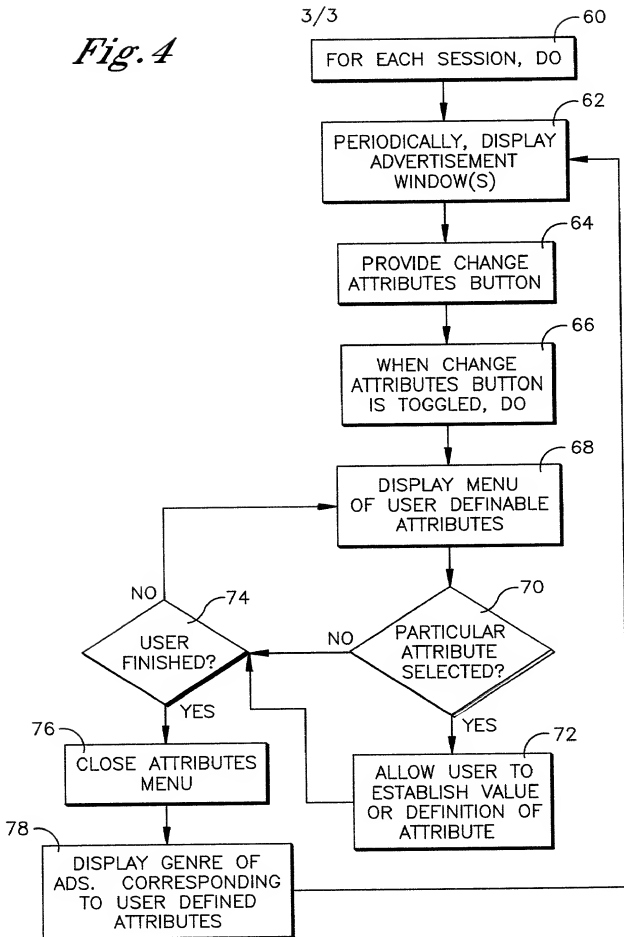 3/3
Fig. 4
60
FOR EACH SESSION, DO
62
PERIODICALLY, DISPLAY
ADVERTISEMENT
WINDOW(S)
64
PROVIDE CHANGE
ATTRIBUTES BUTTON
66
WHEN CHANGE
ATTRIBUTES BUTTON
IS TOGGLED, DO
68
DISPLAY MENU
OF USER DEFINABLE
ATTRIBUTES
70
PARTICULAR
ATTRIBUTE
SELECTED?
NO
YES
72
ALLOW USER TO
ESTABLISH VALUE
OR DEFINITION OF
ATTRIBUTE
74
USER
FINISHED?
NO
YES
76
CLOSE ATTRIBUTES
MENU
78
DISPLAY GENRE OF
ADS. CORRESPONDING
TO USER DEFINED
ATTRIBUTES